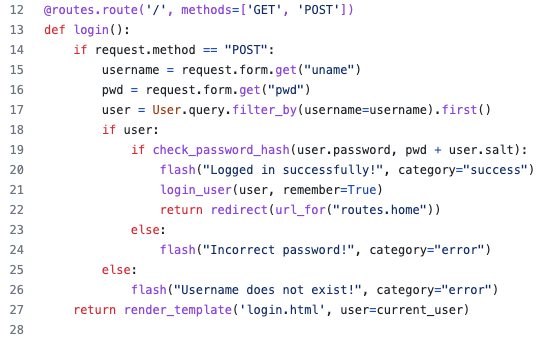 12 @routes.route('/', methods=['GET', 'POST'])
13 def login():
14     if request.method == "POST":
15         username = request.form.get("uname")
16         pwd = request.form.get("pwd")
17         user = User.query.filter_by(username=username).first()
18         if user:
19             if check_password_hash(user.password, pwd + user.salt):
20                 flash("Logged in successfully!", category="success")
21                 login_user(user, remember=True)
22                 return redirect(url_for("routes.home"))
23             else:
24                 flash("Incorrect password!", category="error")
25         else:
26             flash("Username does not exist!", category="error")
27     return render_template('login.html', user=current_user)
28